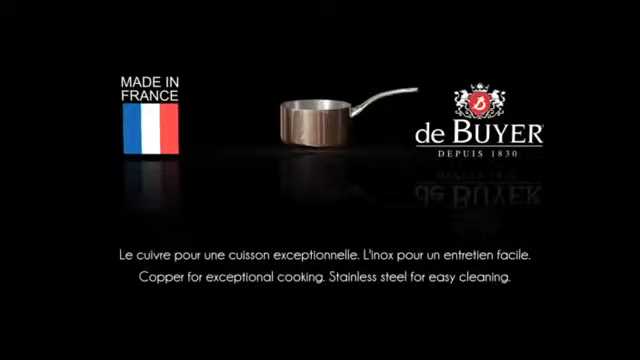 MADE IN
FRANCE
de BUYER
DEPUIS 1830
Le cuivre pour une cuisson exceptionnelle. L'inox pour un entretien facile.
Copper for exceptional cooking. Stainless steel for easy cleaning.